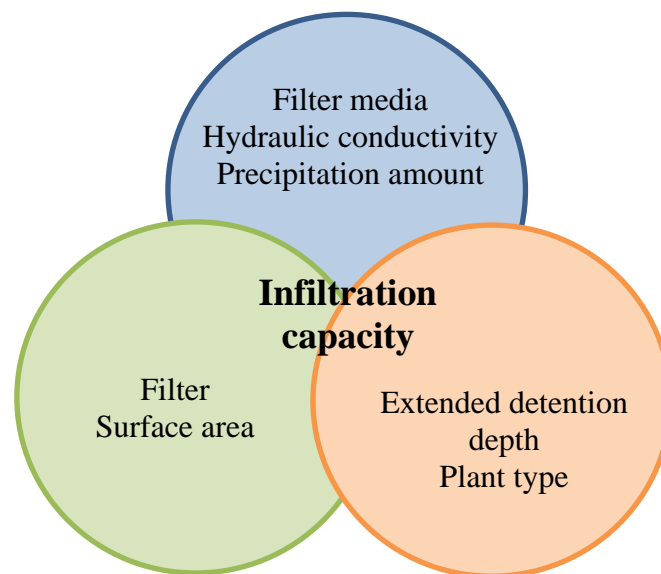 Filter media
Hydraulic conductivity
Precipitation amount
Infiltration
capacity
Filter
Surface area
Extended detention
depth
Plant type